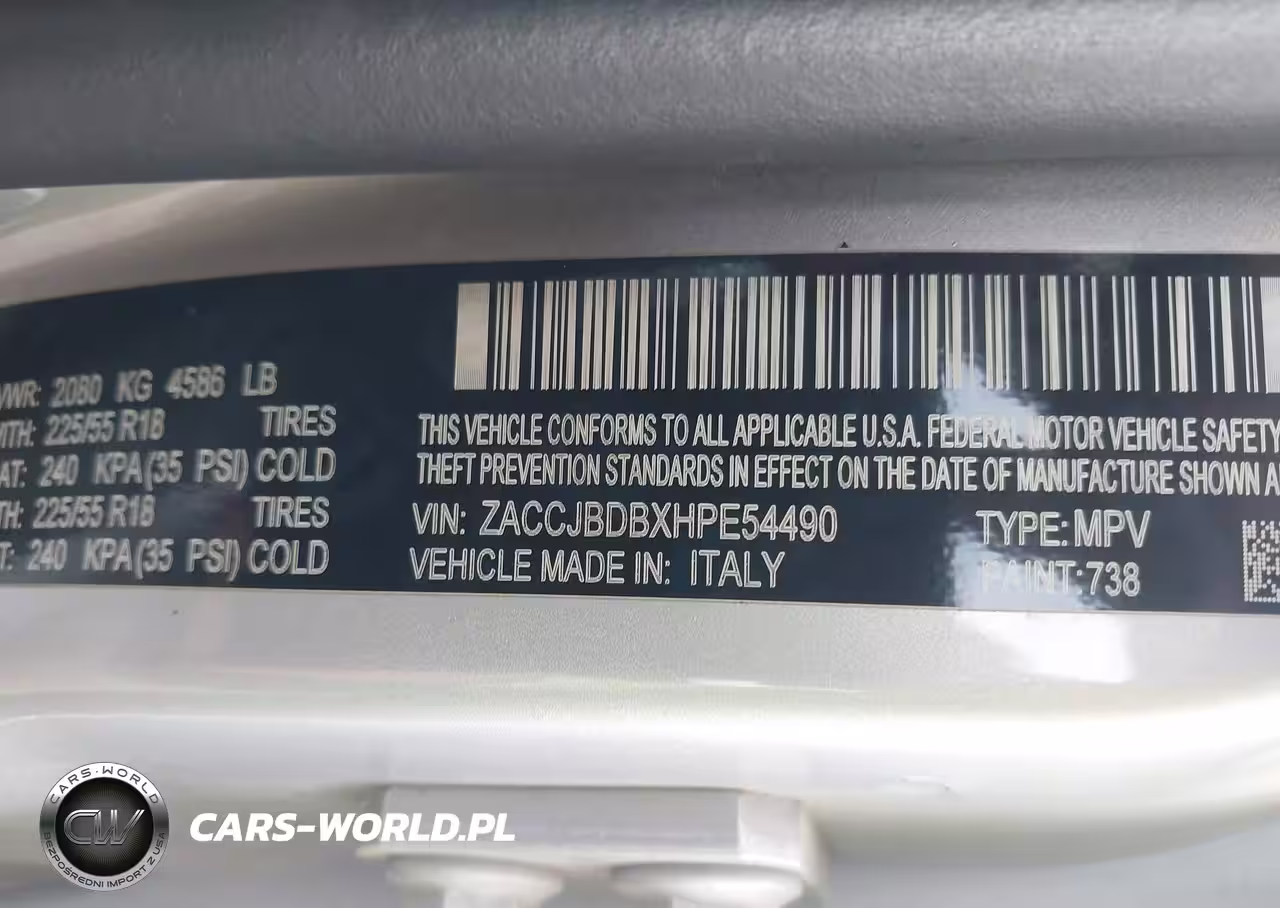 VWR: 2080 KG 4586 LB
225/55 R18 TIRES
240 KPA(35 PSI) COLD
225/55 R18 TIRES
240 KPA(35 PSI) COLD
THIS VEHICLE CONFORMS TO ALL APPLICABLE U.S.A. FEDERAL MOTOR VEHICLE SAFETY
THEFT PREVENTION STANDARDS IN EFFECT ON THE DATE OF MANUFACTURE SHOWN
VIN: ZACCJBDBXHPE54490 TYPE: MPV
VEHICLE MADE IN: ITALY PAINT:738
CARS-WORLD
CW
BEZPOŚREDNI IMPORT Z USA
CARS-WORLD.PL